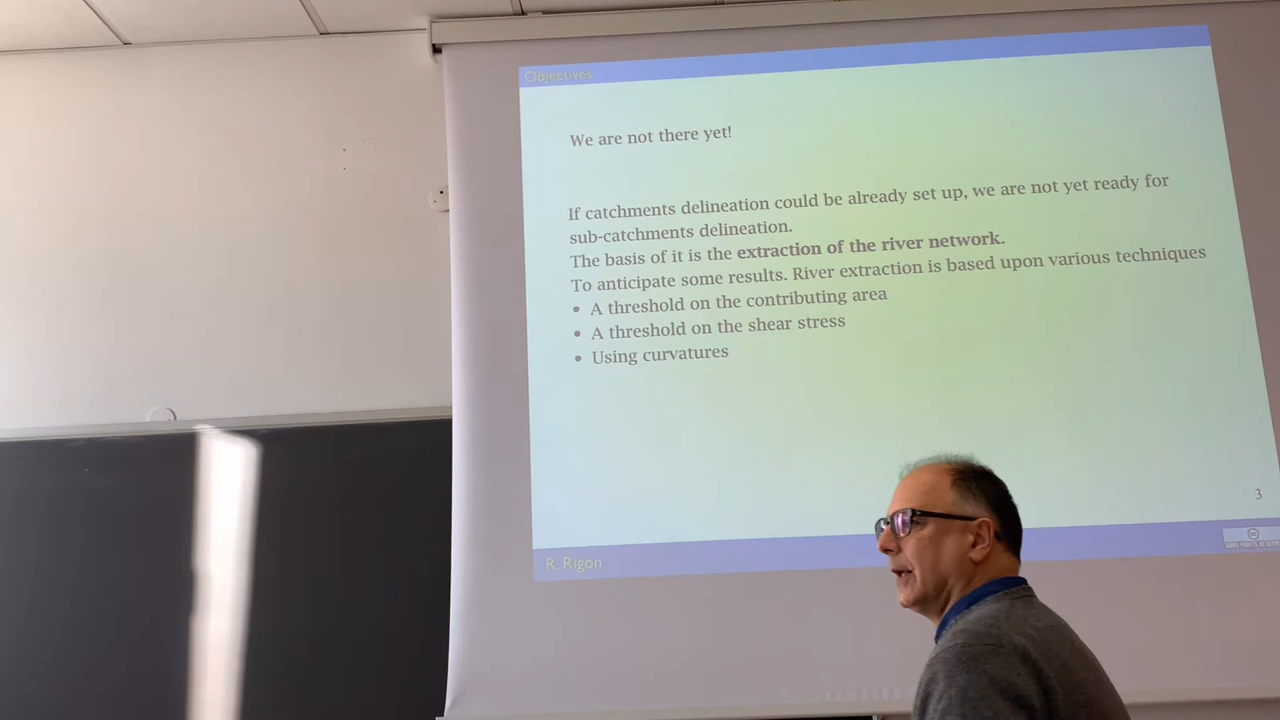 Objectives
We are not there yet!
If catchments delineation could be already set up, we are not yet ready for
sub-catchments delineation.
The basis of it is the extraction of the river network.
To anticipate some results. River extraction is based upon various techniques
• A threshold on the contributing area
• A threshold on the shear stress
• Using curvatures
3
R. Rigon